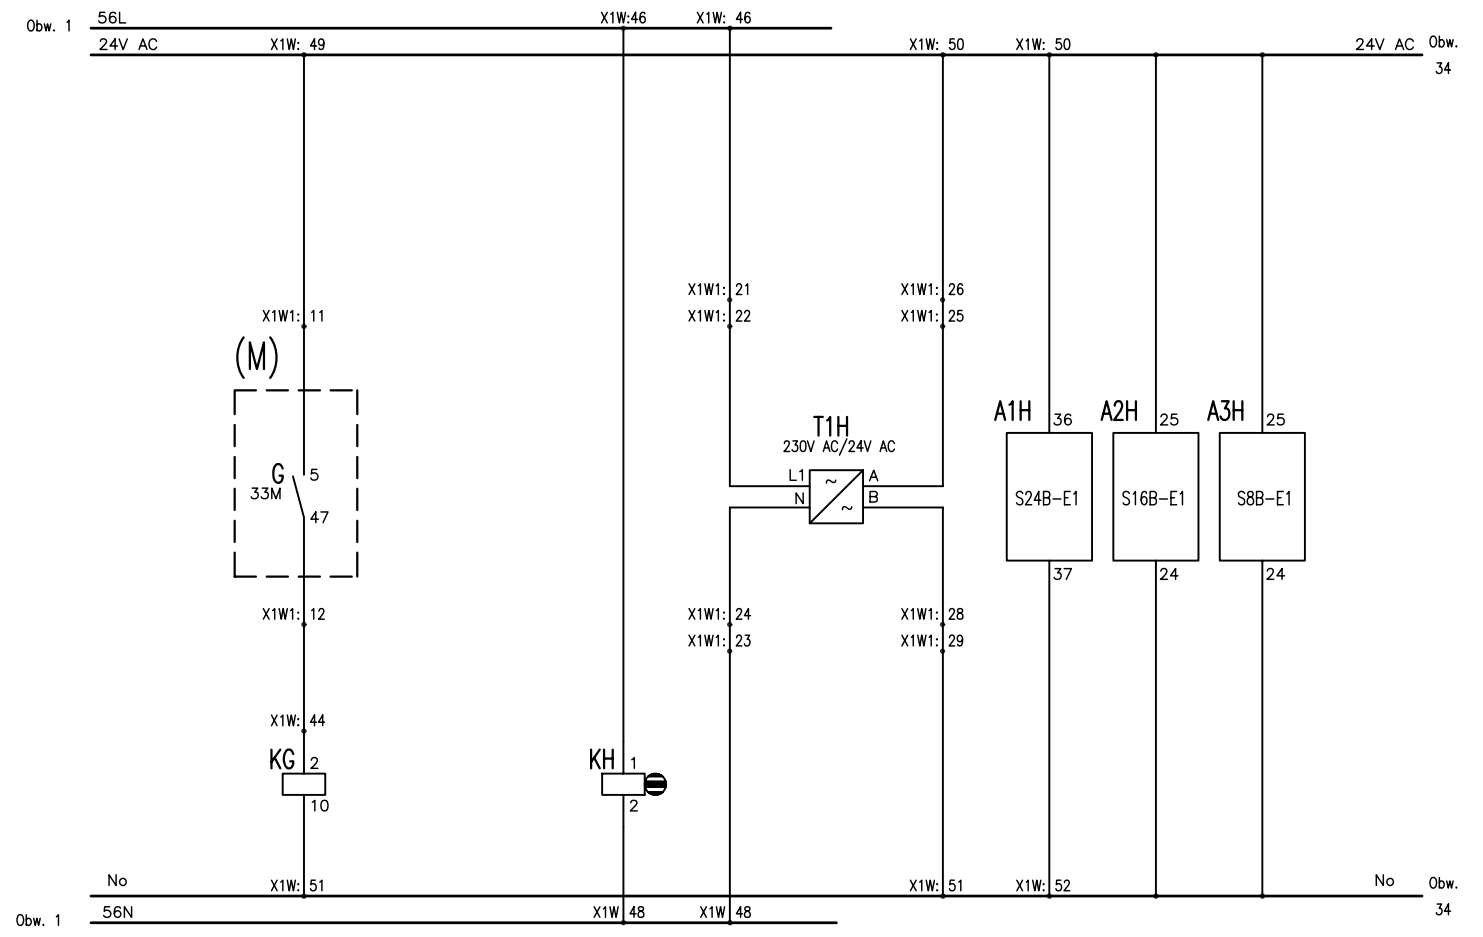 56L X1W:46 X1W: 46
Obw. 1
24V AC X1W: 49 X1W: 50 X1W: 50 24V AC Obw.
34
X1W1: 21 X1W1: 26
X1W1: 11 X1W1: 22 X1W1: 25
(M)
A1H 36 A2H 25 A3H 25
T1H
230V AC/24V AC
G 5 L1 ~ A
33M N ~ B S24B-E1 S16B-E1 S8B-E1
47
37 24 24
X1W1: 12 X1W1: 24 X1W1: 28
X1W1: 23 X1W1: 29
X1W: 44
KG 2 KH 1
10 2
No X1W: 51 X1W: 51 X1W: 52 No Obw.
34
56N X1W 48 X1W 48
Obw. 1